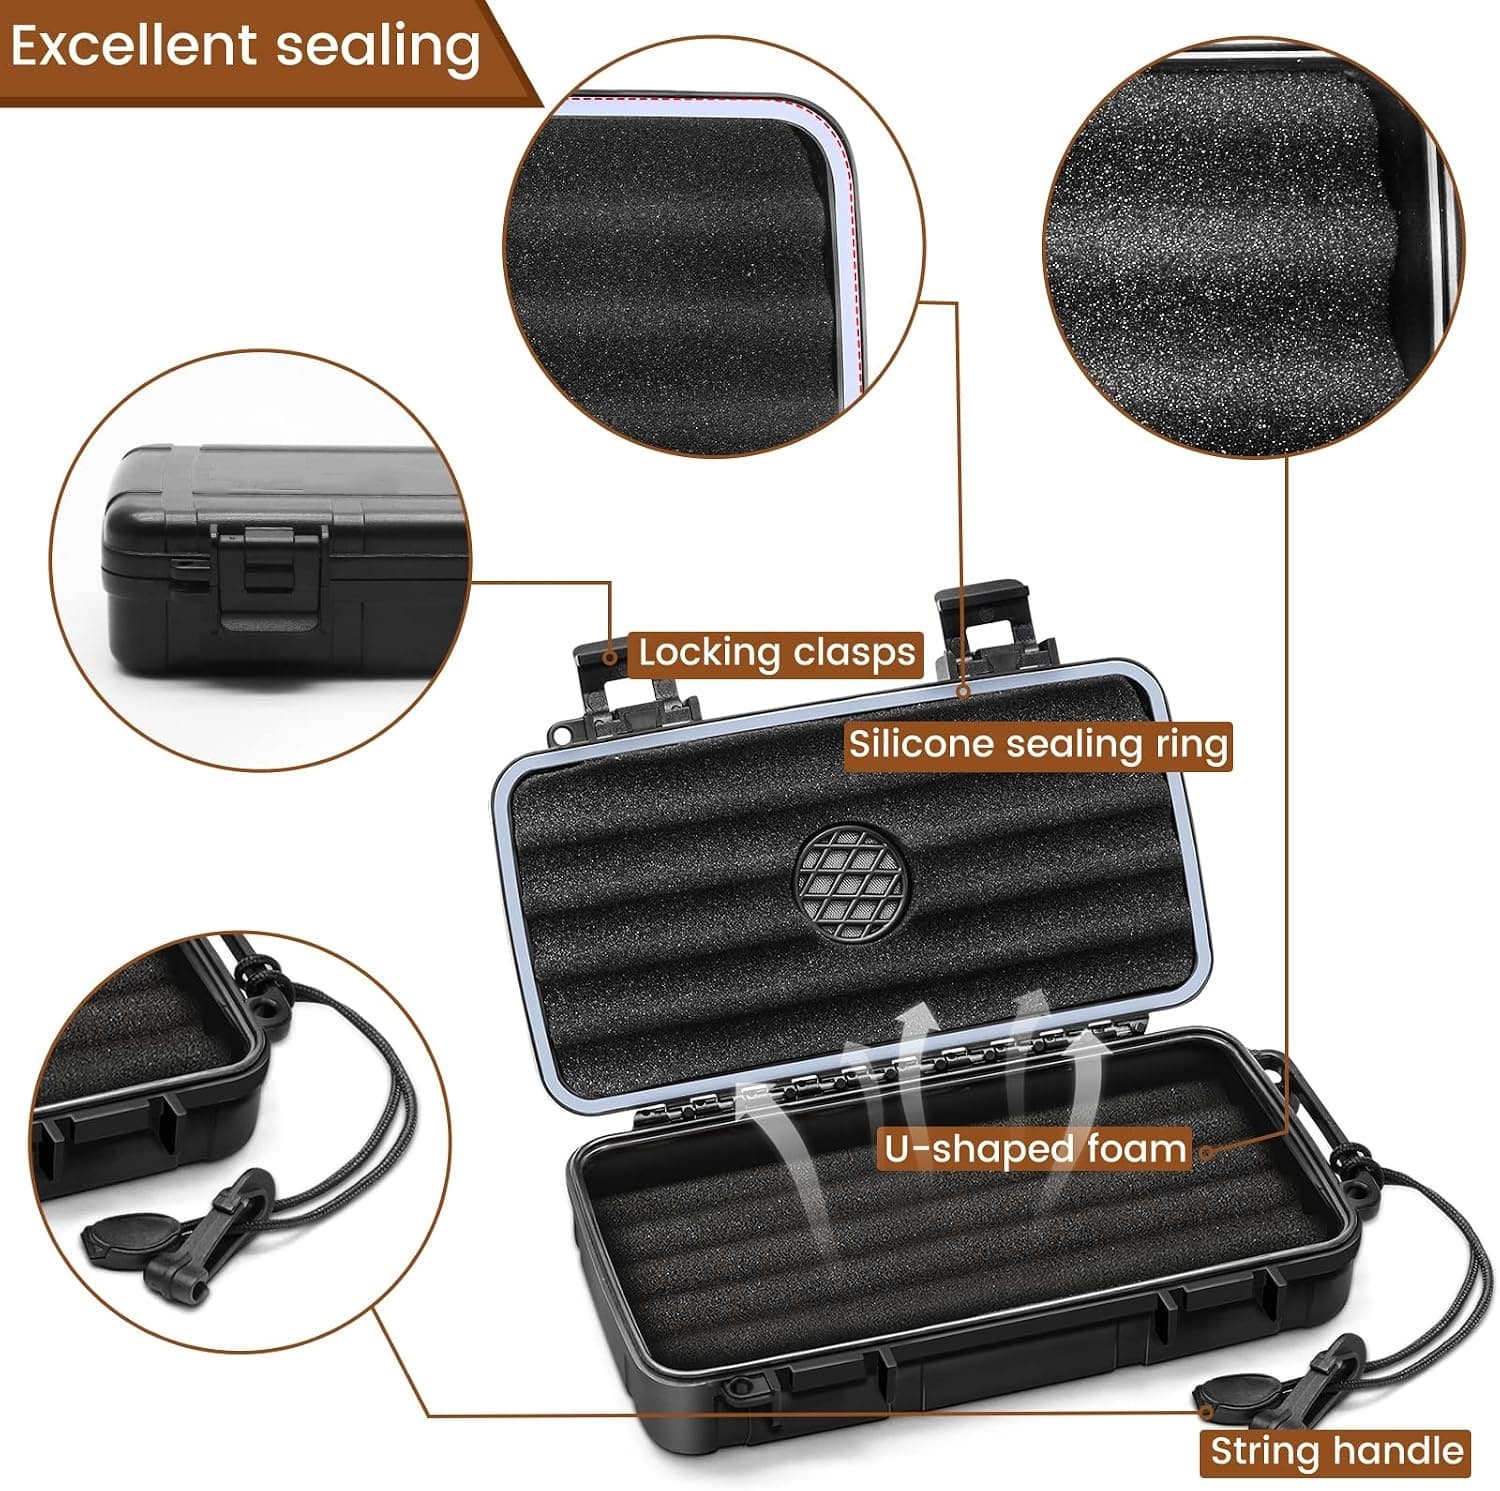 Excellent sealing
Locking clasps
Silicone sealing ring
U-shaped foam
String handle